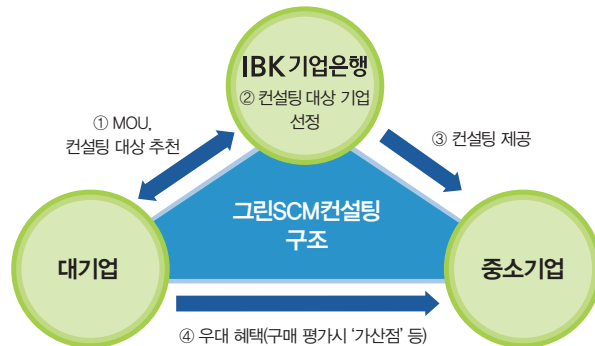 IBK기업은행
② 컨설팅 대상 기업
선정
① MOU,
컨설팅 대상 추천
③ 컨설팅 제공
그린SCM컨설팅
구조
대기업
중소기업
④ 우대 혜택(구매 평가시 ‘가산점’ 등)